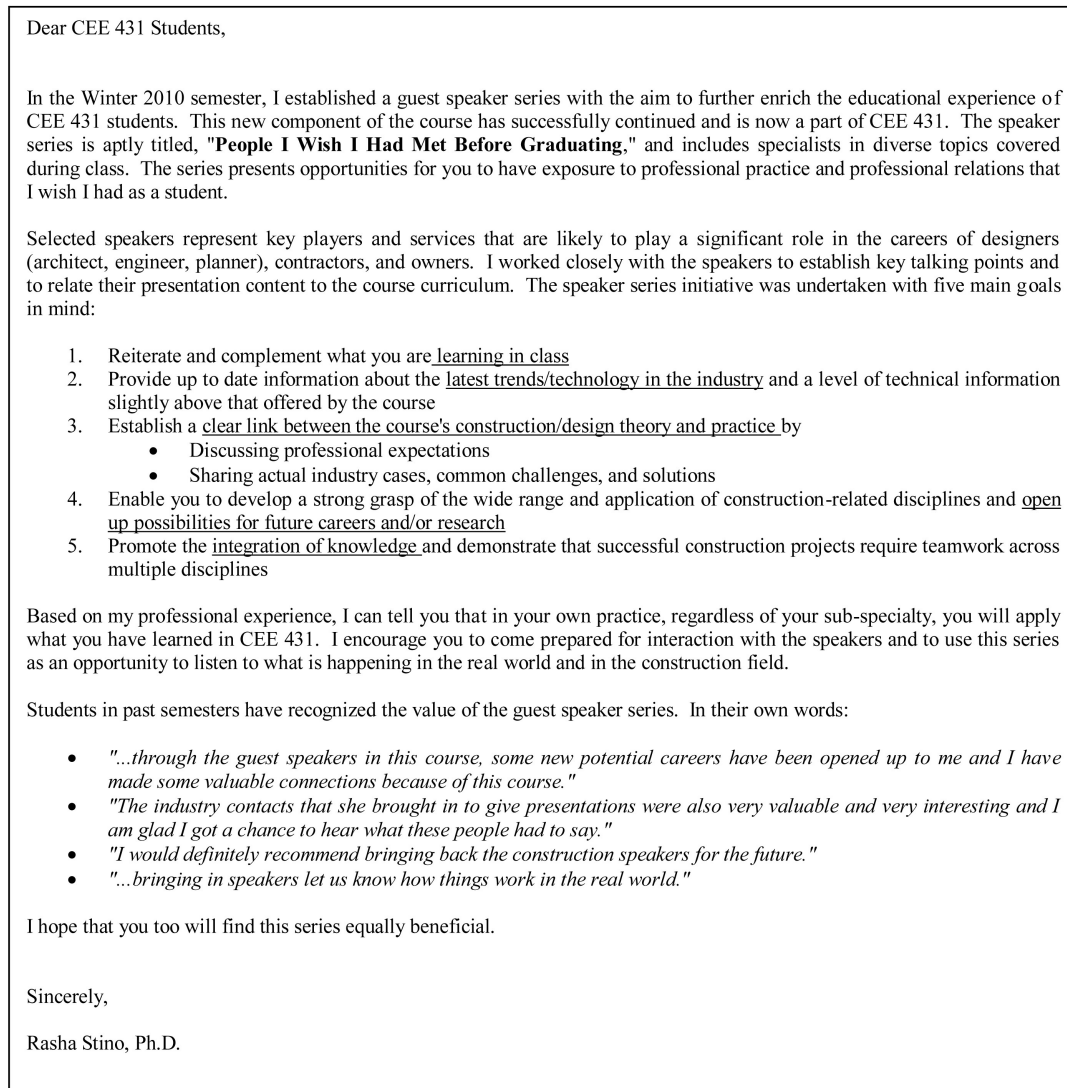 Dear CEE 431 Students,
In the Winter 2010 semester, I established a guest speaker series with the aim to further enrich the educational experience of
CEE 431 students. This new component of the course has successfully continued and is now a part of CEE 431. The speaker
series is aptly titled, "People I Wish I Had Met Before Graduating," and includes specialists in diverse topics covered
during class. The series presents opportunities for you to have exposure to professional practice and professional relations that
I wish I had as a student.
Selected speakers represent key players and services that are likely to play a significant role in the careers of designers
(architect, engineer, planner), contractors, and owners. I worked closely with the speakers to establish key talking points and
to relate their presentation content to the course curriculum. The speaker series initiative was undertaken with five main goals
in mind:
1. Reiterate and complement what you are learning in class
2. Provide up to date information about the latest trends/technology in the industry and a level of technical information
slightly above that offered by the course
3. Establish a clear link between the course's construction/design theory and practice by
• Discussing professional expectations
• Sharing actual industry cases, common challenges, and solutions
4. Enable you to develop a strong grasp of the wide range and application of construction-related disciplines and open
up possibilities for future careers and/or research
5. Promote the integration of knowledge and demonstrate that successful construction projects require teamwork across
multiple disciplines
Based on my professional experience, I can tell you that in your own practice, regardless of your sub-specialty, you will apply
what you have learned in CEE 431. I encourage you to come prepared for interaction with the speakers and to use this series
as an opportunity to listen to what is happening in the real world and in the construction field.
Students in past semesters have recognized the value of the guest speaker series. In their own words:
• "...through the guest speakers in this course, some new potential careers have been opened up to me and I have
made some valuable connections because of this course."
• "The industry contacts that she brought in to give presentations were also very valuable and very interesting and I
am glad I got a chance to hear what these people had to say."
• "I would definitely recommend bringing back the construction speakers for the future."
• "...bringing in speakers let us know how things work in the real world."
I hope that you too will find this series equally beneficial.
Sincerely,
Rasha Stino, Ph.D.